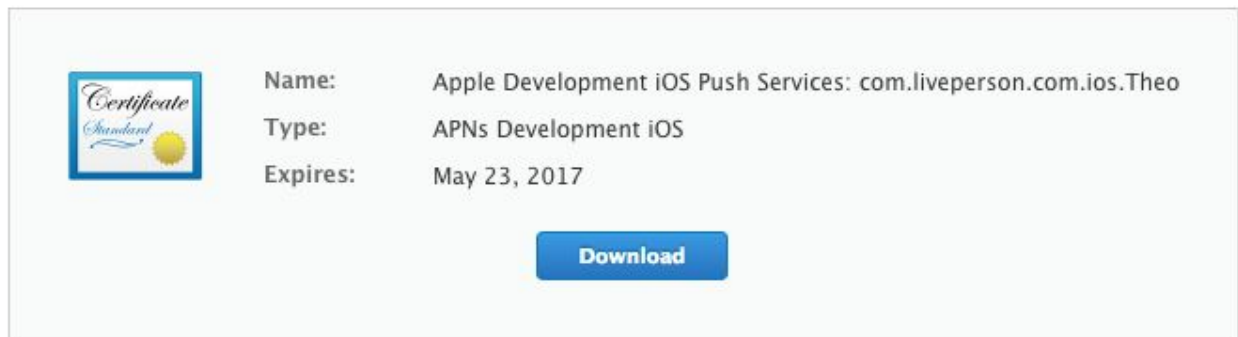 Certificate
Standard
Name: Apple Development iOS Push Services: com.liveperson.com.ios.Theo
Type: APNs Development iOS
Expires: May 23, 2017
Download